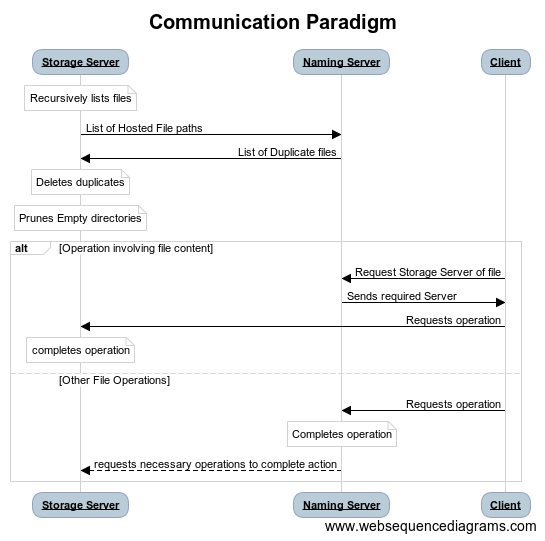 Communication Paradigm
Storage Server
Naming Server
Client
Recursively lists files
List of Hosted File paths
List of Duplicate files
Deletes duplicates
Prunes Empty directories
alt
[Operation involving file content]
Request Storage Server of file
Sends required Server
Requests operation
completes operation
[Other File Operations]
Requests operation
Completes operation
requests necessary operations to complete action
Storage Server
Naming Server
Client
www.websequencediagrams.com